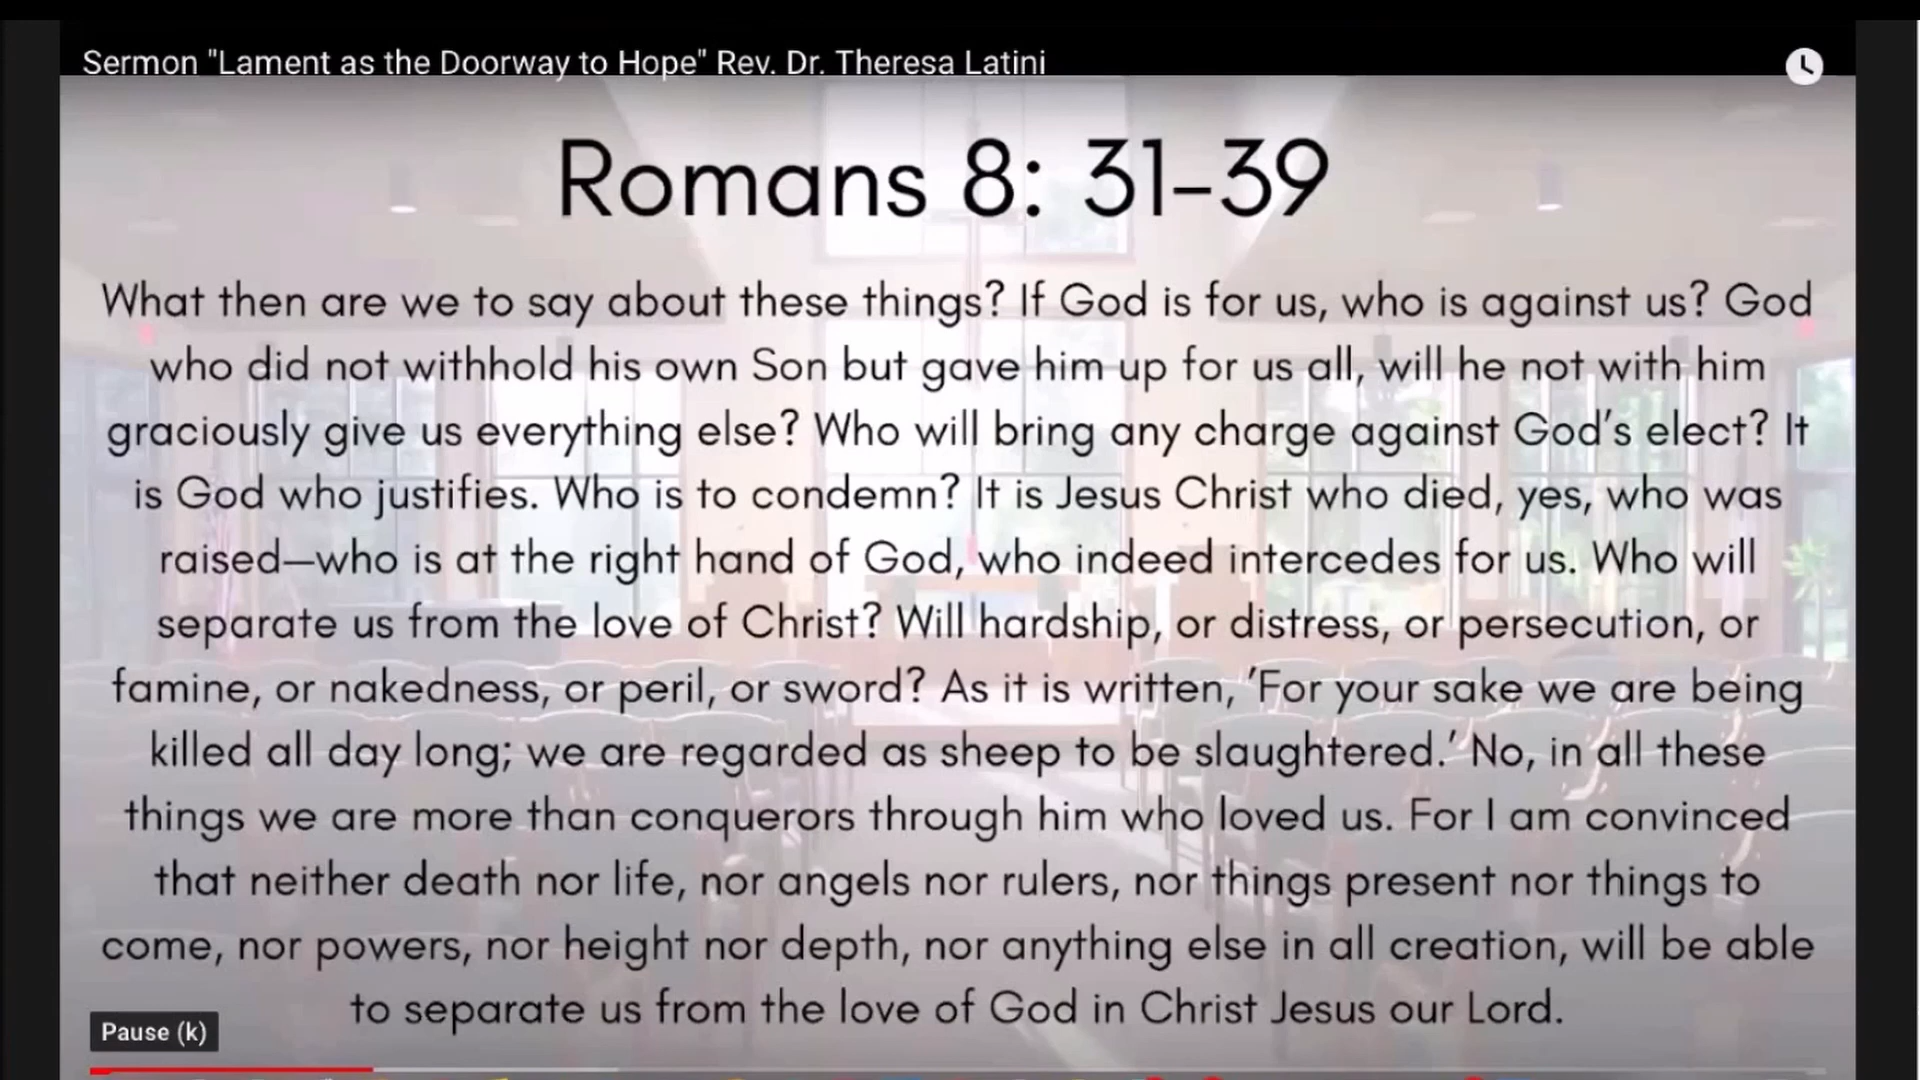 Sermon "Lament as the Doorway to Hope" Rev. Dr. Theresa Latini
Romans 8: 31-39
What then are we to say about these things? If God is for us, who is against us? God
who did not withhold his own Son but gave him up for us all, will he not with him
graciously give us everything else? Who will bring any charge against God's elect? It
is God who justifies. Who is to condemn? It is Jesus Christ who died, yes, who was
raised—who is at the right hand of God, who indeed intercedes for us. Who will
separate us from the love of Christ? Will hardship, or distress, or persecution, or
famine, or nakedness, or peril, or sword? As it is written, 'For your sake we are being
killed all day long; we are regarded as sheep to be slaughtered.' No, in all these
things we are more than conquerors through him who loved us. For I am convinced
that neither death nor life, nor angels nor rulers, nor things present nor things to
come, nor powers, nor height nor depth, nor anything else in all creation, will be able
to separate us from the love of God in Christ Jesus our Lord.
Pause (k)